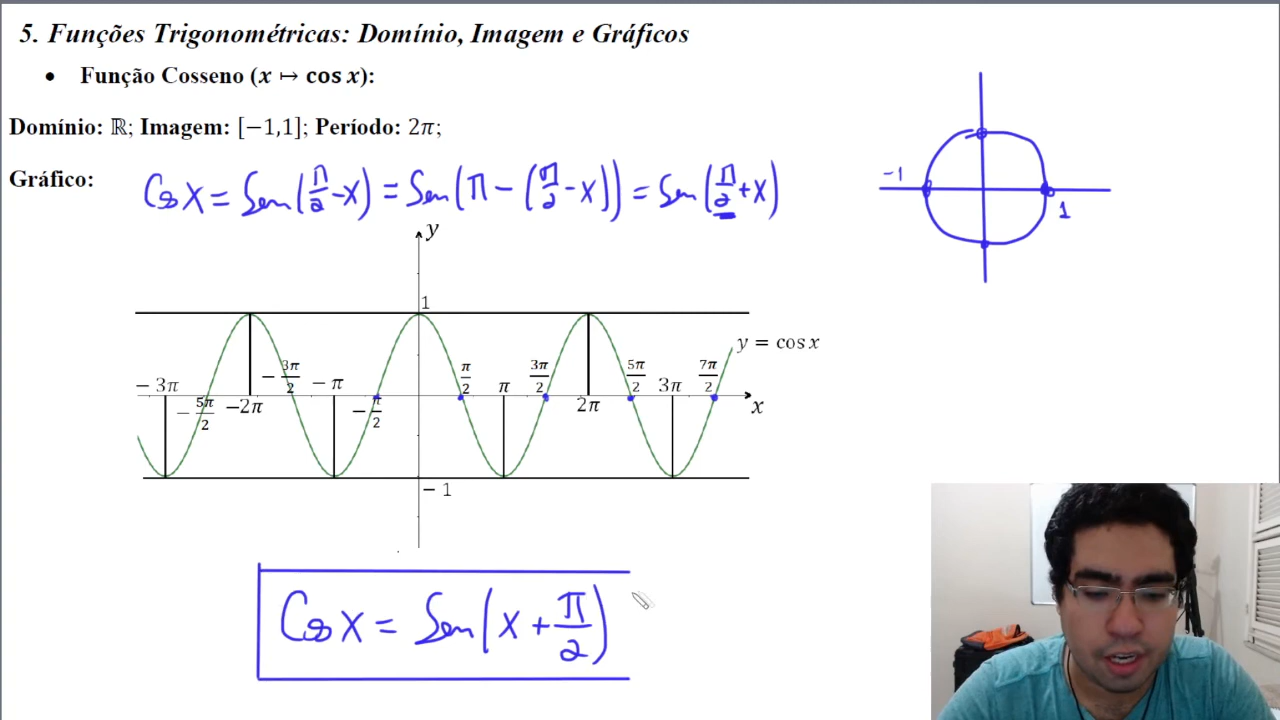 5. Funções Trigonométricas: Domínio, Imagem e Gráficos
• Função Cosseno (x ↦ cos x):
Domínio: ℝ; Imagem: [−1,1]; Período: 2π;
Gráfico:
Cos x = Sen(π/2 - x) = Sen(π - (π/2 - x)) = Sen(π/2 + x)
-1
1
y
1
y = cos x
− 3π
− 5π/2
−2π
− 3π/2
− π
− π/2
π/2
π
3π/2
2π
5π/2
3π
7π/2
x
− 1
Cos x = Sen(x + π/2)